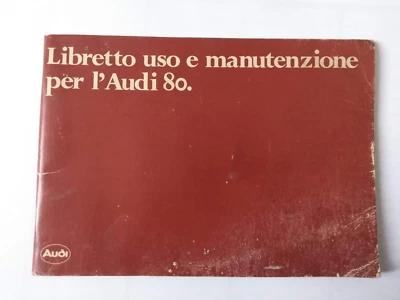 Libretto uso e manutenzione
per l'Audi 80.
Audi